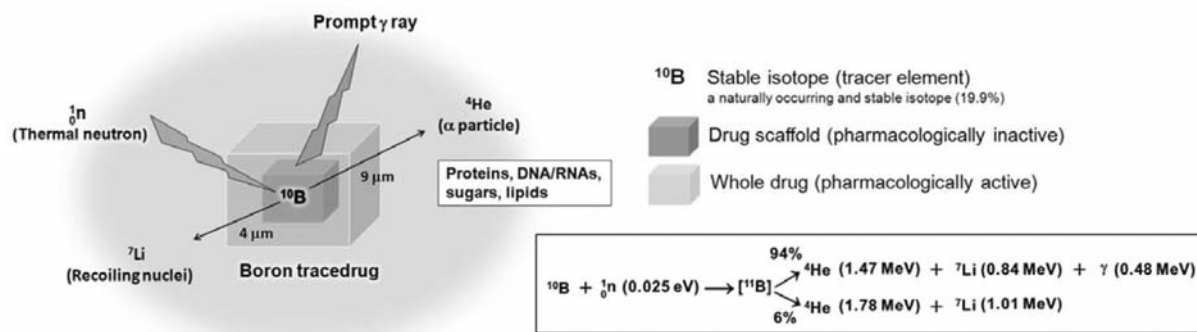 Prompt γ ray
¹₀n
(Thermal neutron)
⁴He
(α particle)
9 μm
¹⁰B
4 μm
⁷Li
(Recoiling nuclei)
Boron tracedrug
Proteins, DNA/RNAs,
sugars, lipids
¹⁰B Stable isotope (tracer element)
a naturally occurring and stable isotope (19.9%)
Drug scaffold (pharmacologically inactive)
Whole drug (pharmacologically active)
94%
⁴He (1.47 MeV) + ⁷Li (0.84 MeV) + γ (0.48 MeV)
¹⁰B + ¹₀n (0.025 eV) → [¹¹B]
6% ⁴He (1.78 MeV) + ⁷Li (1.01 MeV)